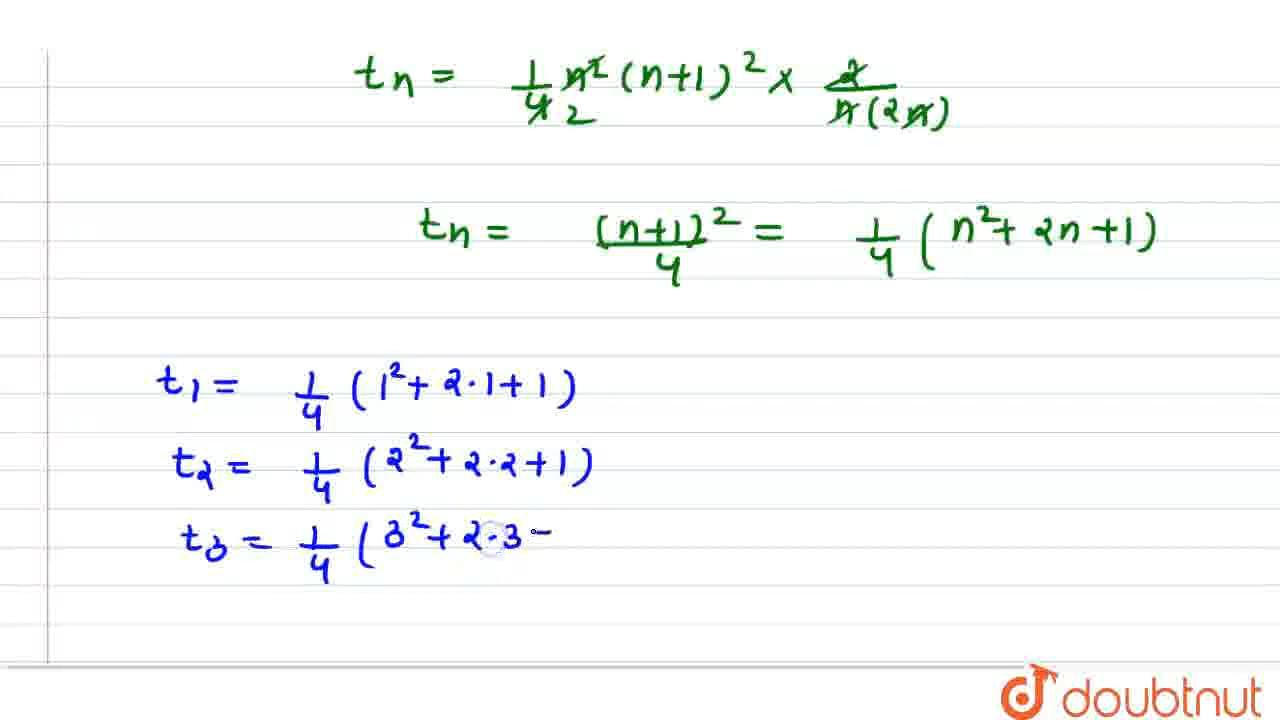 tn = 1/4 n² (n+1)² × 2/n(2n) 2
tn = (n+1)²/4 = 1/4 (n² + 2n + 1)
t1 = 1/4 (1² + 2·1 + 1)
t2 = 1/4 (2² + 2·2 + 1)
t3 = 1/4 (3² + 2·3 -
doubtnut